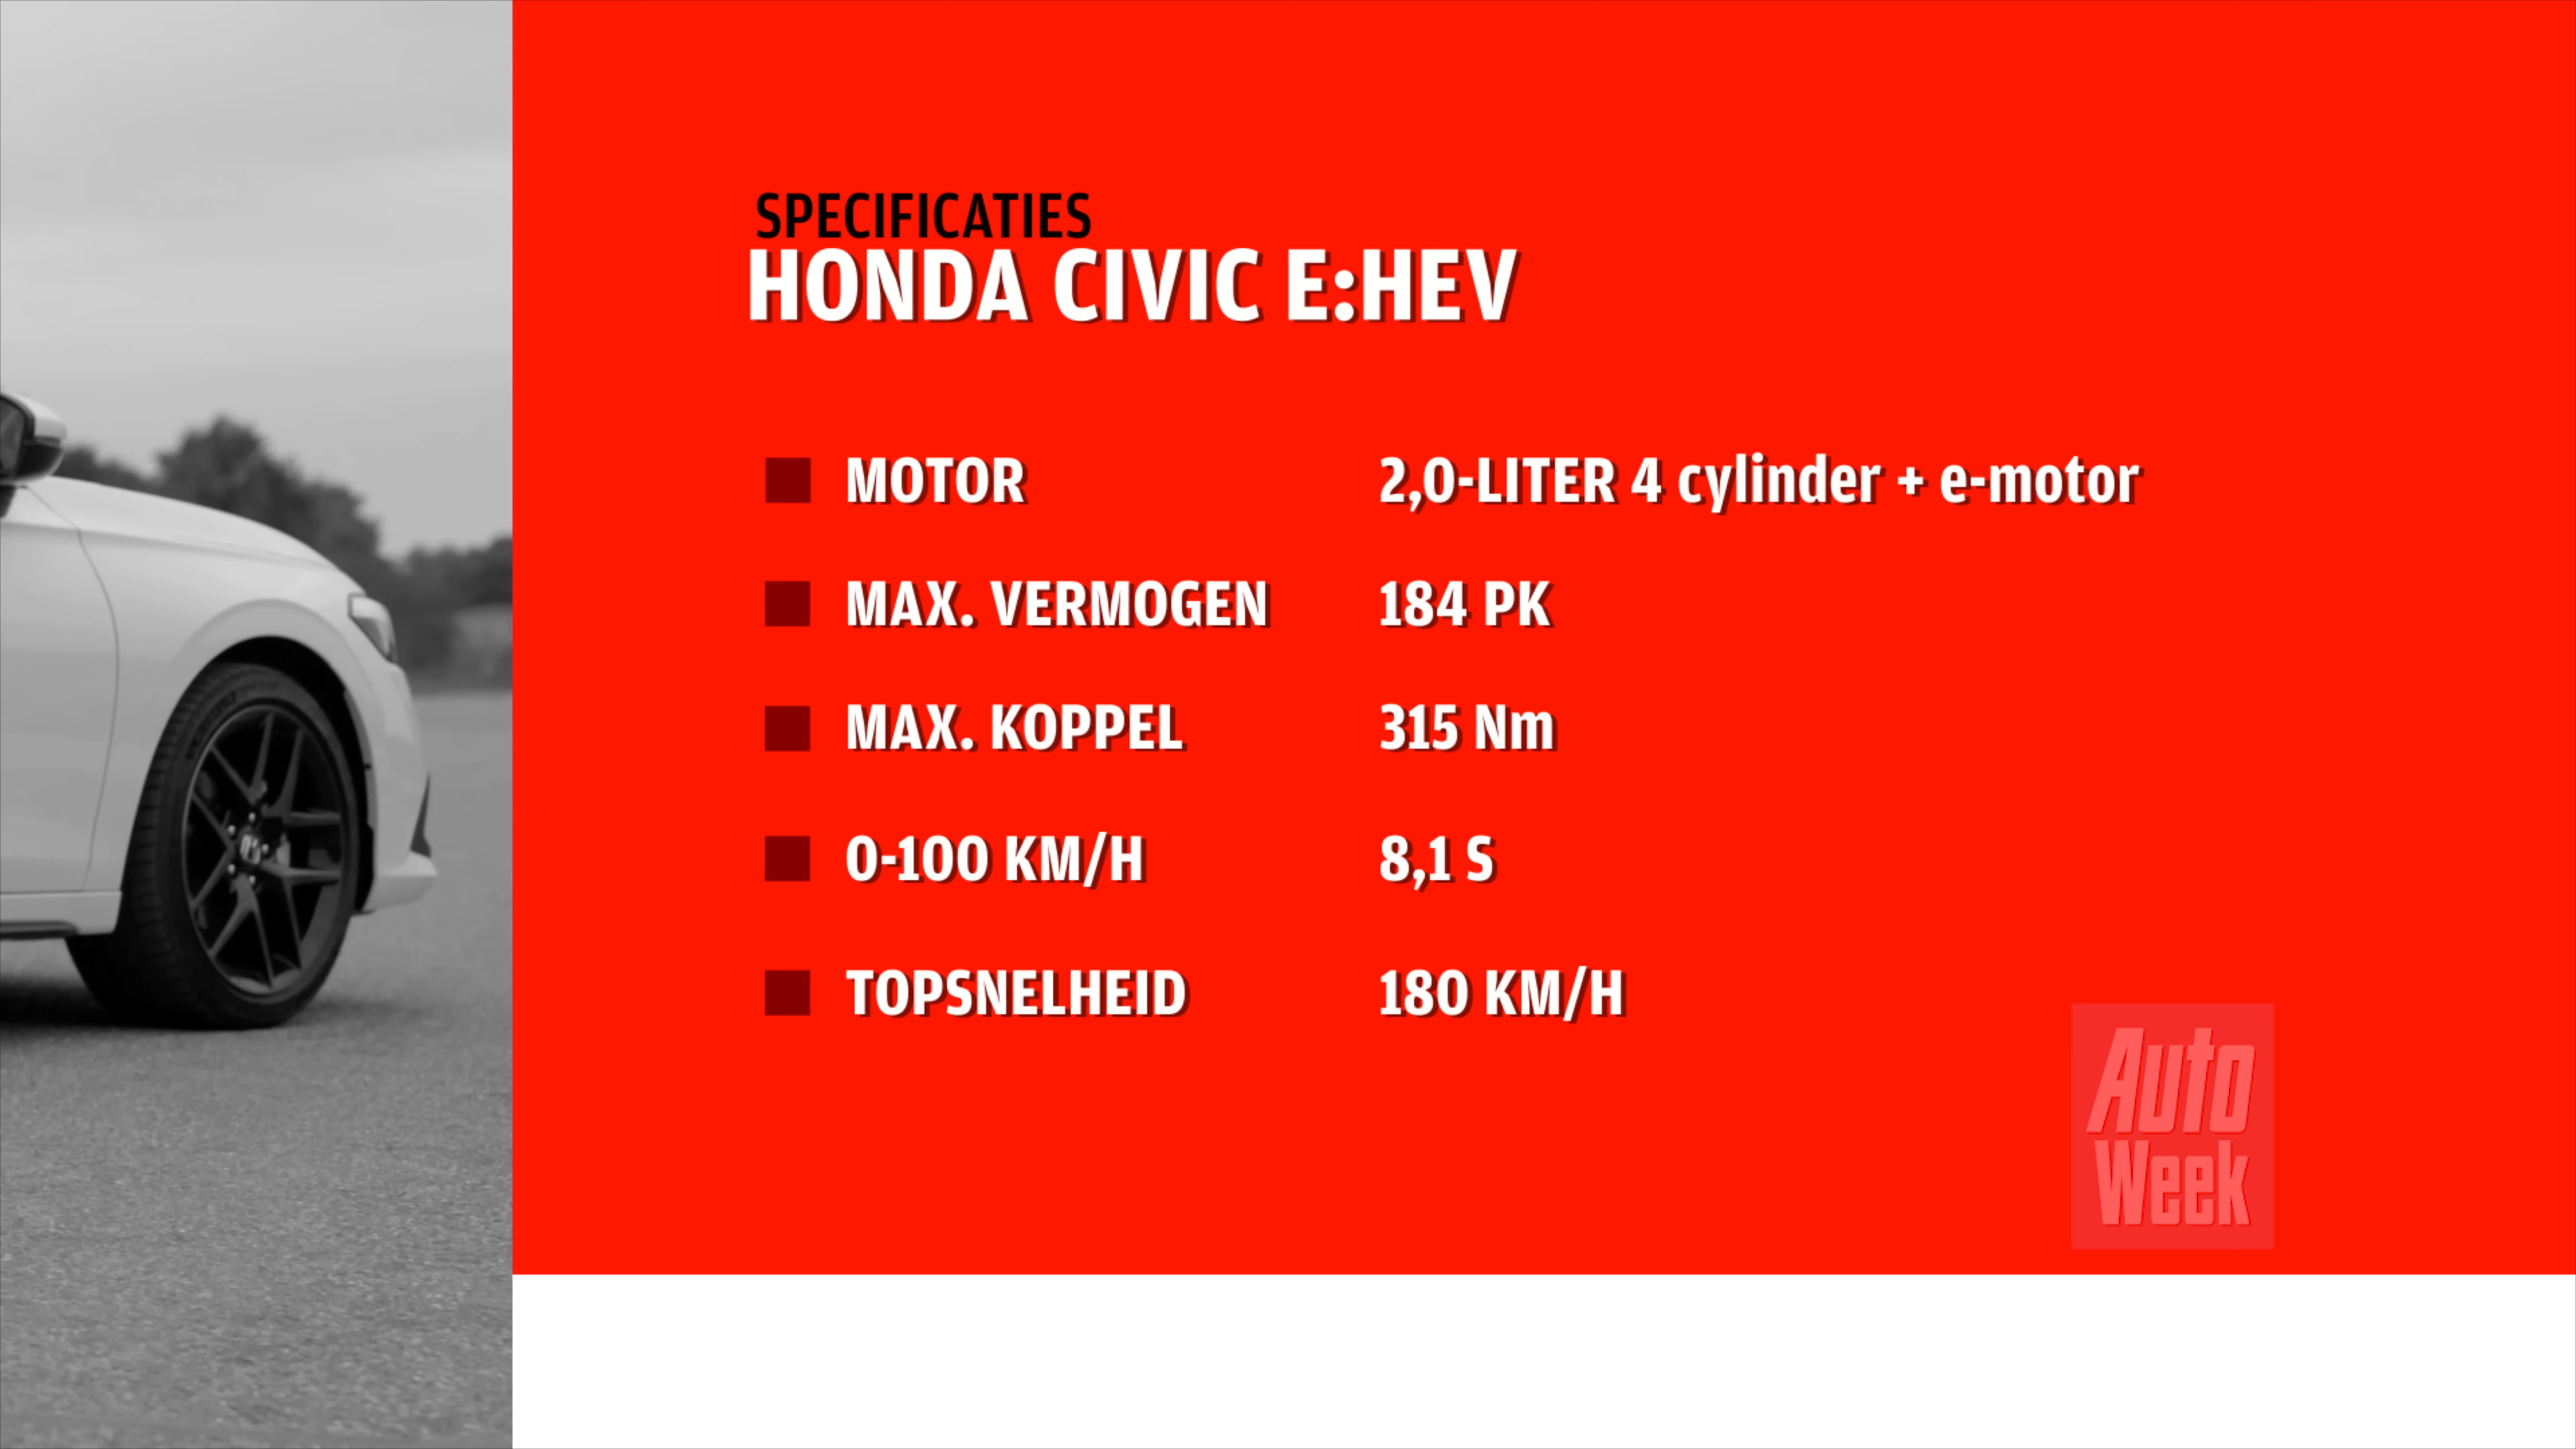 SPECIFICATIES
HONDA CIVIC E:HEV
MOTOR 2,0-LITER 4 cylinder + e-motor
MAX. VERMOGEN 184 PK
MAX. KOPPEL 315 Nm
0-100 KM/H 8,1 S
TOPSNELHEID 180 KM/H
Auto
Week